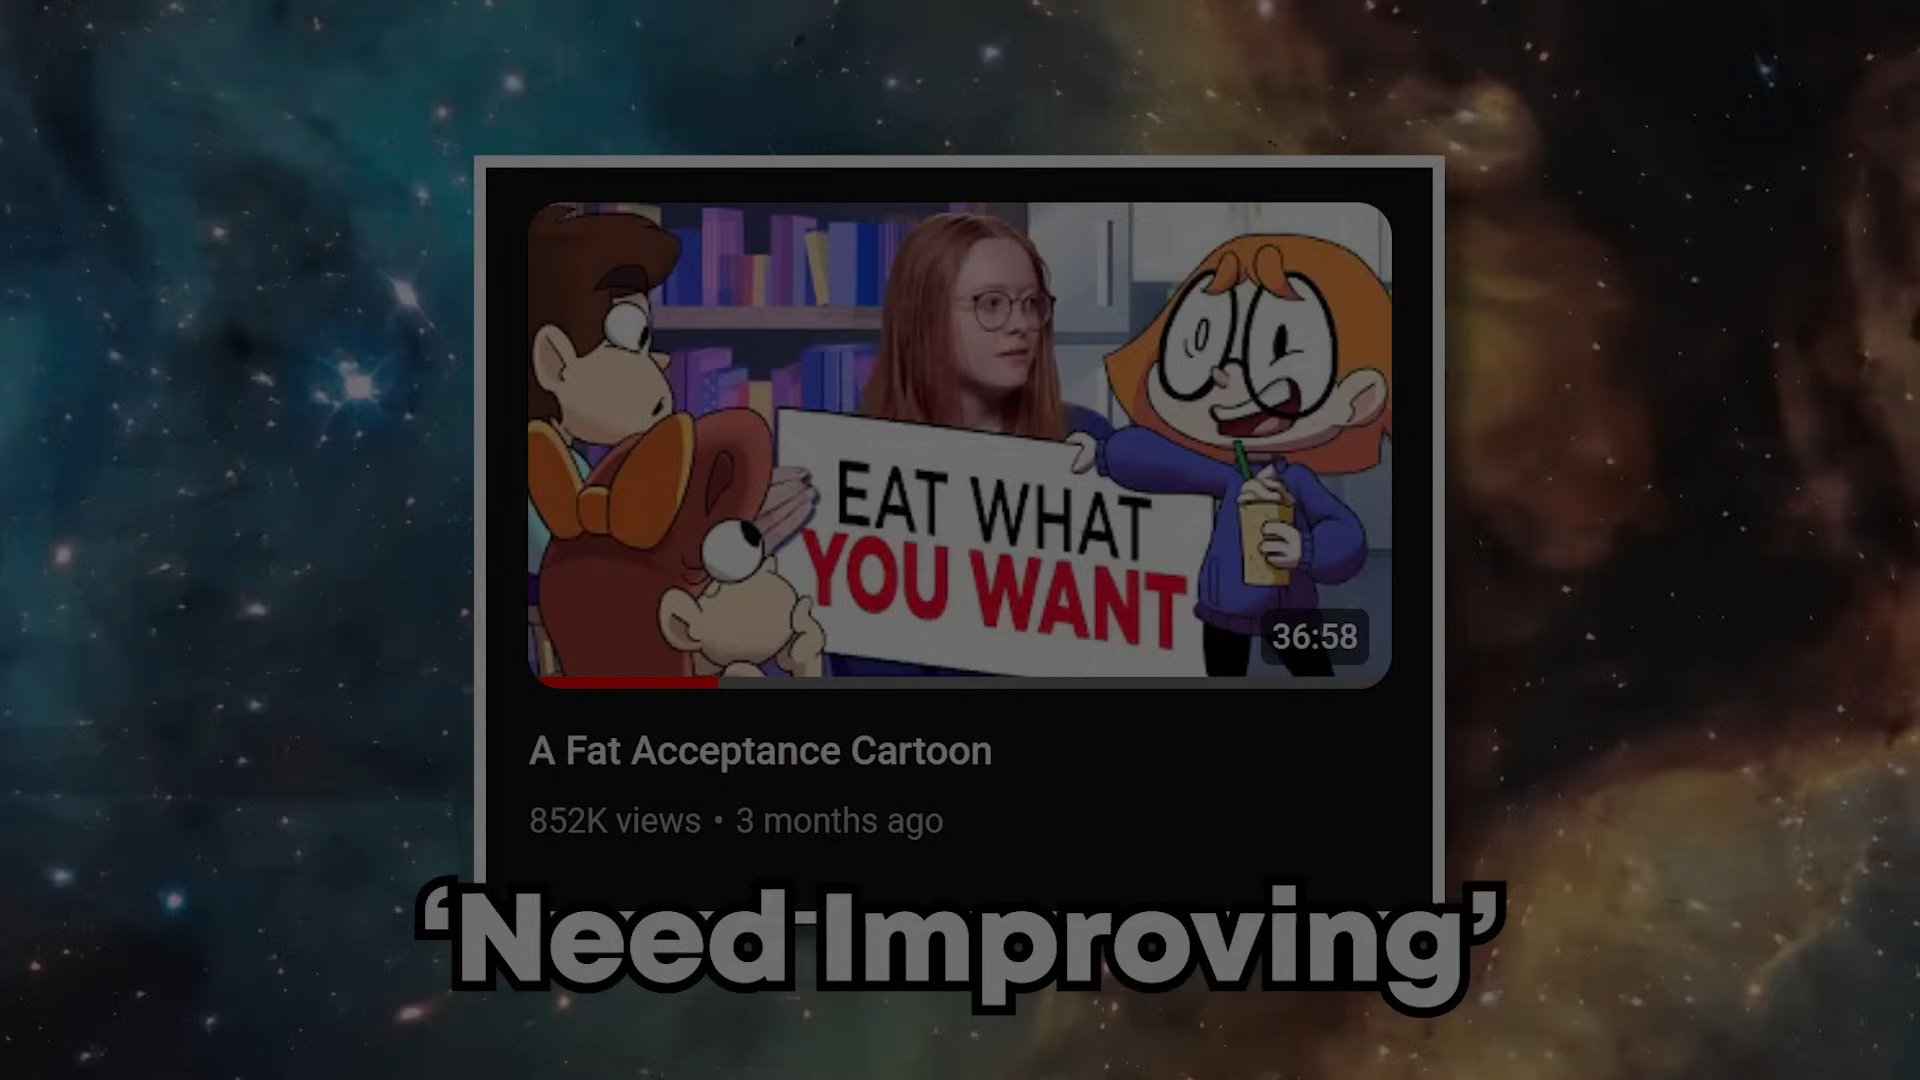 EAT WHAT
YOU WANT
36:58
A Fat Acceptance Cartoon
852K views • 3 months ago
‘Need Improving’